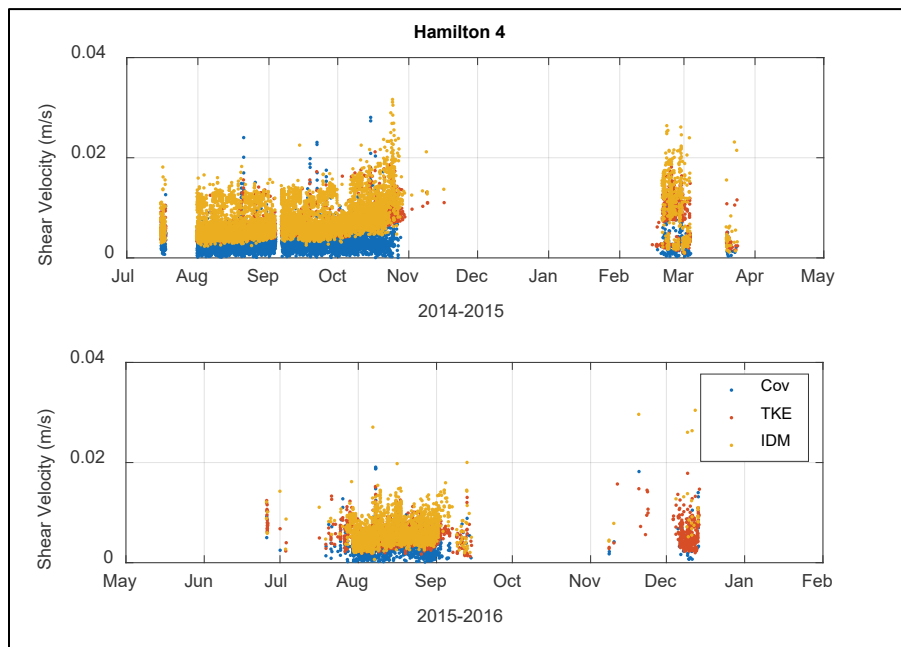 Hamilton 4
0.04
0.02
0
Shear Velocity (m/s)
Jul Aug Sep Oct Nov Dec Jan Feb Mar Apr May
2014-2015
0.04
0.02
0
Shear Velocity (m/s)
Cov
TKE
IDM
May Jun Jul Aug Sep Oct Nov Dec Jan Feb
2015-2016